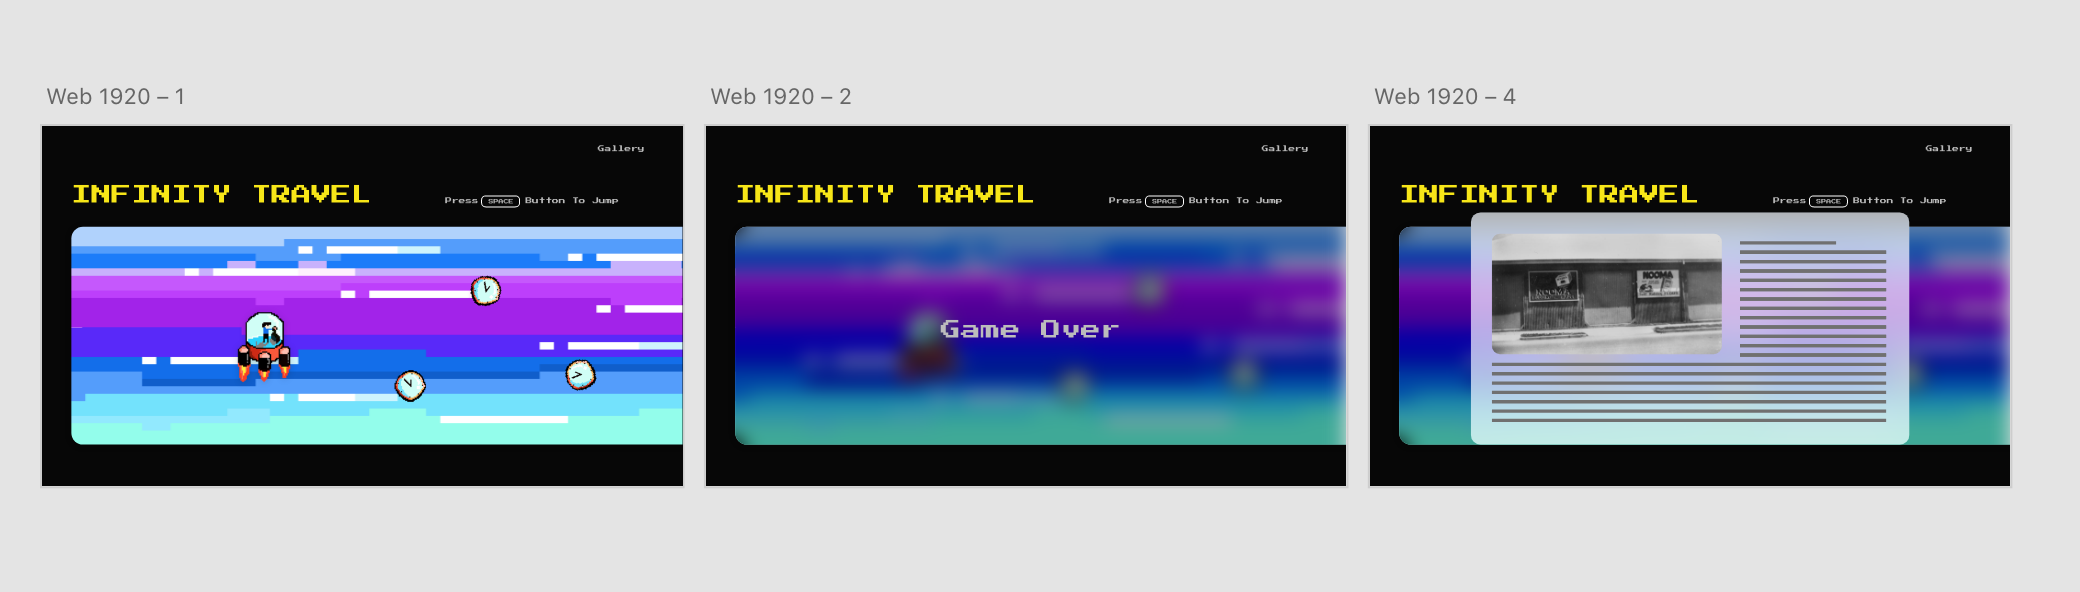 Web 1920 – 1
Gallery
INFINITY TRAVEL
Press SPACE Button To Jump
Web 1920 – 2
Gallery
INFINITY TRAVEL
Press SPACE Button To Jump
Game Over
Web 1920 – 4
Gallery
INFINITY TRAVEL
Press SPACE Button To Jump
KOOMA